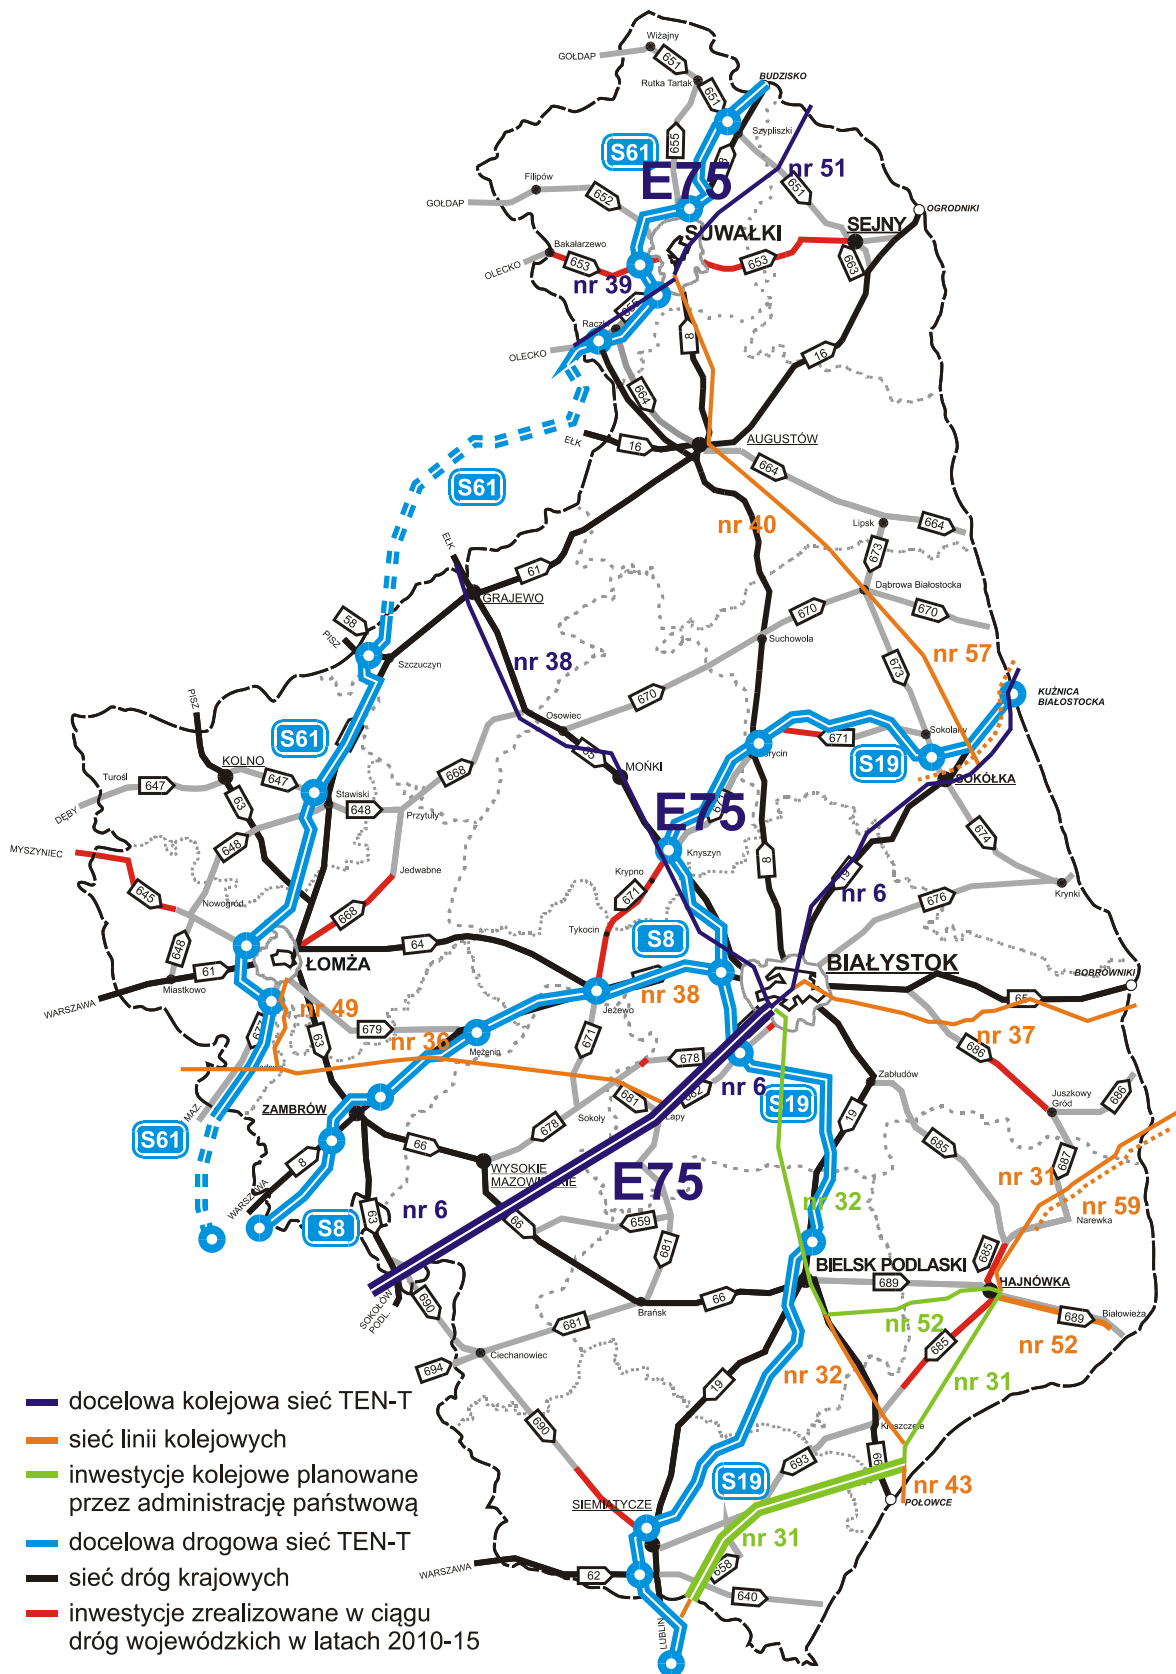 Wiżajny
GOŁDAP
651
Rutka Tartak
651
BUDZISKO
655
S61
Szypliszki
8
E75
nr 51
651
Filipów
652
GOŁDAP
OGRODNIKI
SEJNY
SUWAŁKI
Bakałarzewo
653
653
663
OLECKO
nr 39
655
OLECKO
8
16
664
EŁK
16
AUGUSTÓW
664
S61
nr 40
Lipsk
664
EŁK
673
61
Dąbrowa Białostocka
GRAJEWO
670
670
58
PISZ
Suchowola
nr 57
Szczuczyn
nr 38
673
PISZ
670
KUŹNICA
BIAŁOSTOCKA
Osowiec
S61
65
671
Sokolany
KOLNO
668
S19
Turośl
647
647
MOŃKI
SOKÓŁKA
DĘBY
63
Stawiski
648
Przytuły
671
E75
674
648
8
MYSZYNIEC
Knyszyn
Jedwabne
Krypno
19
nr 6
645
671
Krynki
Nowogród
668
676
Tykocin
648
S8
64
ŁOMŻA
BIAŁYSTOK
61
BOBROWNIKI
Miastkowo
nr 38
WARSZAWA
nr 49
65
Jeżewo
679
nr 36
671
nr 37
677
63
Mężenin
686
678
nr 6
Zabłudów
682
Juszkowy
Gród
686
681
S19
MAZ.
ZAMBRÓW
Sokoły
Łapy
19
S61
678
66
685
687
8
WYSOKIE
MAZOWIECKIE
E75
nr 31
WARSZAWA
nr 32
nr 59
S8
63
nr 6
66
659
Narewka
681
685
BIELSK PODLASKI
689
HAJNÓWKA
SOKOŁÓW
PODL.
690
Brańsk
66
Białowieża
681
nr 52
689
Ciechanowiec
685
nr 52
694
nr 32
19
nr 31
docelowa kolejowa sieć TEN-T
690
sieć linii kolejowych
inwestycje kolejowe planowane
przez administrację państwową
693
66
S19
nr 43
SIEMIATYCZE
POŁOWCE
docelowa drogowa sieć TEN-T
nr 31
WARSZAWA
62
658
sieć dróg krajowych
640
inwestycje zrealizowane w ciągu
dróg wojewódzkich w latach 2010-15
LUBLIN